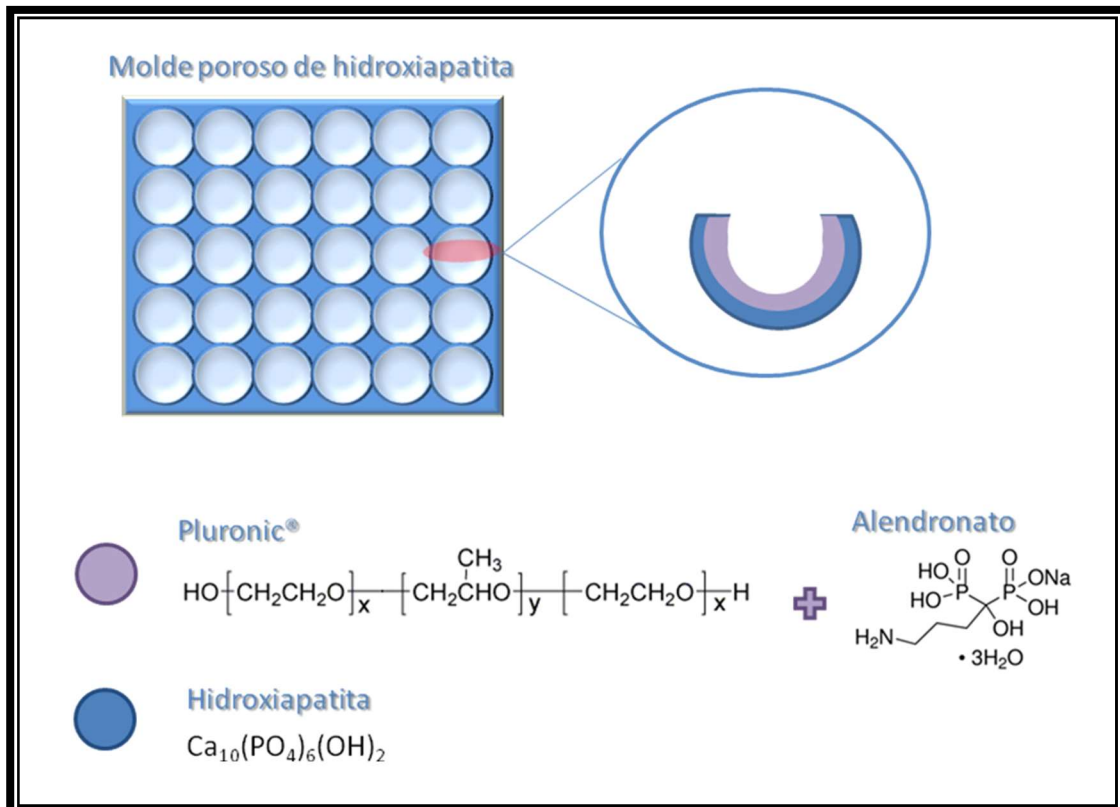 Molde poroso de hidroxiapatita
Pluronic®
HO-[CH₂CH₂O]ₓ-[CH₂CHO]ᵧ-[CH₂CH₂O]ₓ-H
CH₃
Alendronato
HO
HO
O
P
O
P
ONa
OH
OH
H₂N
• 3H₂O
Hidroxiapatita
Ca₁₀(PO₄)₆(OH)₂